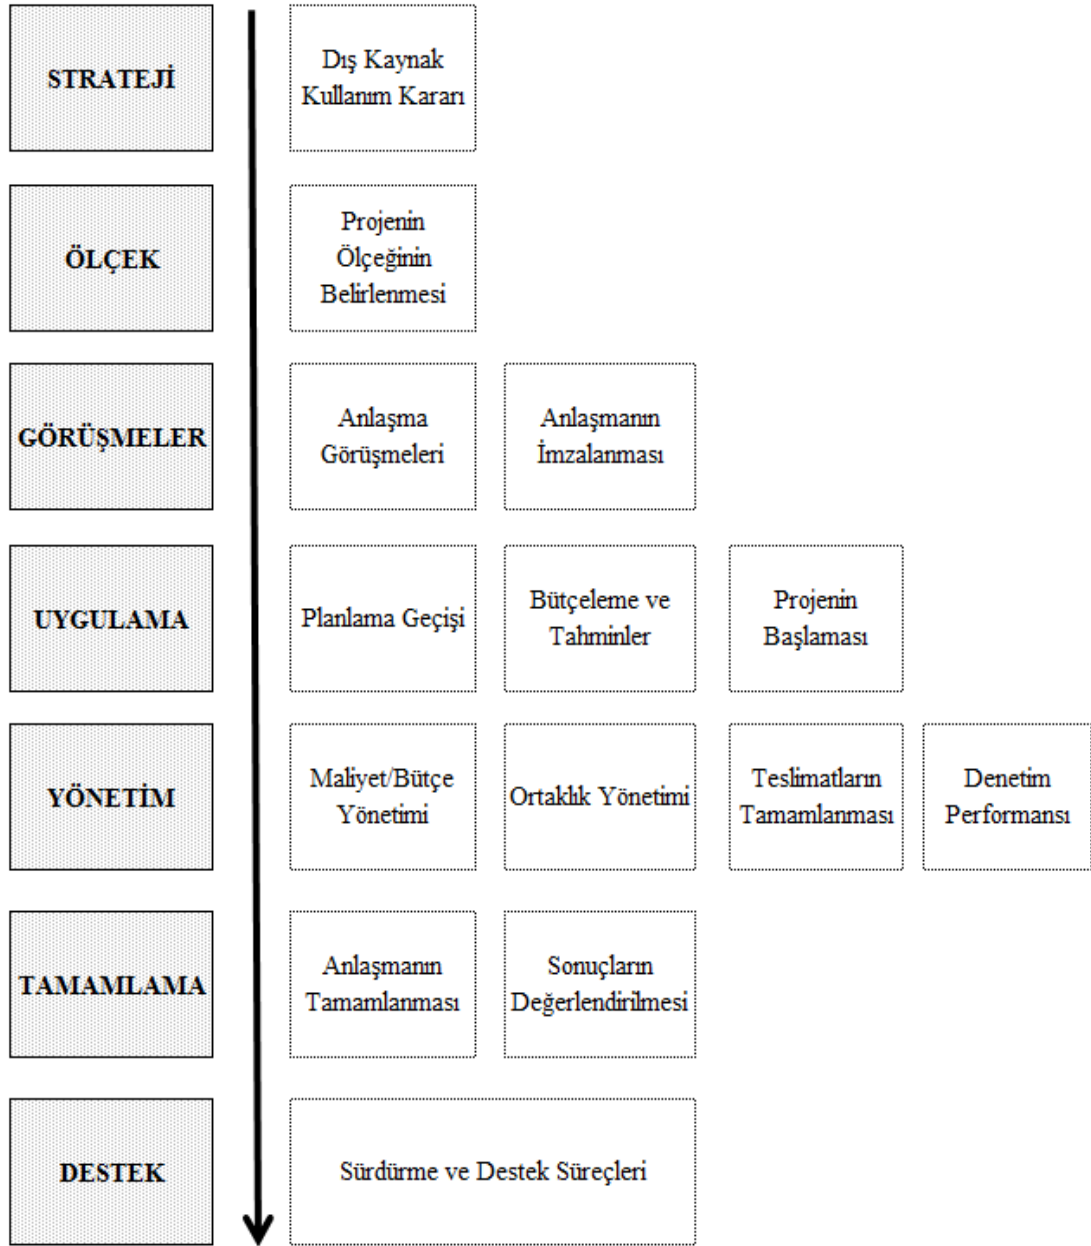 STRATEJİ
Dış Kaynak
Kullanım Kararı
ÖLÇEK
Projenin
Ölçeğinin
Belirlenmesi
GÖRÜŞMELER
Anlaşma
Görüşmeleri
Anlaşmanın
İmzalanması
UYGULAMA
Planlama Geçişi
Bütçeleme ve
Tahminler
Projenin
Başlaması
YÖNETİM
Maliyet/Bütçe
Yönetimi
Ortaklık Yönetimi
Teslimatların
Tamamlanması
Denetim
Performansı
TAMAMLAMA
Anlaşmanın
Tamamlanması
Sonuçların
Değerlendirilmesi
DESTEK
Sürdürme ve Destek Süreçleri